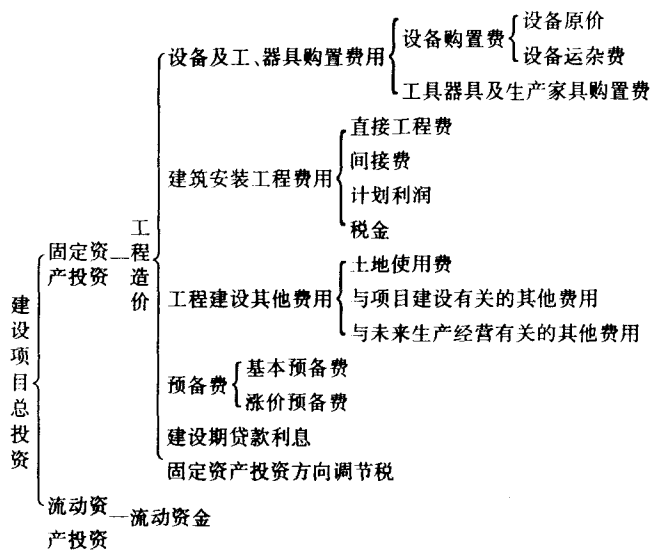 建设项目总投资
固定资
产投资
工程造价
设备及工、器具购置费用
设备购置费
设备原价
设备运杂费
工具器具及生产家具购置费
建筑安装工程费用
直接工程费
间接费
计划利润
税金
工程建设其他费用
土地使用费
与项目建设有关的其他费用
与未来生产经营有关的其他费用
预备费
基本预备费
涨价预备费
建设期贷款利息
固定资产投资方向调节税
流动资
产投资
流动资金